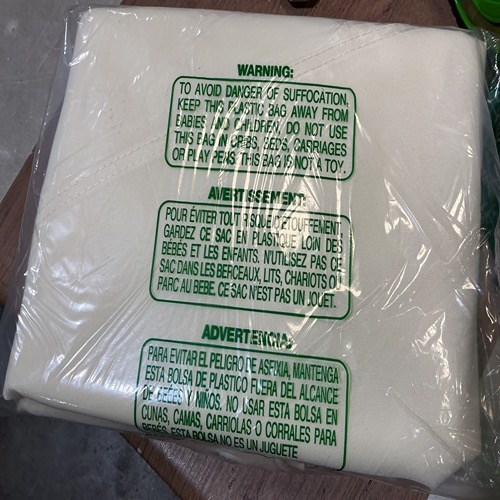 WARNING:
TO AVOID DANGER OF SUFFOCATION,
KEEP THIS PLASTIC BAG AWAY FROM
BABIES AND CHILDREN, DO NOT USE
THIS BAG IN CRIBS, BEDS, CARRIAGES
OR PLAY PENS. THIS BAG IS NOT A TOY.
AVERTISSEMENT:
POUR ÉVITER TOUT RISQUE D'ETOUFFEMENT,
GARDEZ CE SAC EN PLASTIQUE LOIN DES
BÉBÉS ET LES ENFANTS. N'UTILISEZ PAS CE
SAC DANS LES BERCEAUX, LITS, CHARIOTS OU
PARC AU BEBE. CE SAC N'EST PAS UN JOUET.
ADVERTENCIA:
PARA EVITAR EL PELIGRO DE ASFIXIA, MANTENGA
ESTA BOLSA DE PLASTICO FUERA DEL ALCANCE
DE BEBÉS Y NIÑOS. NO USAR ESTA BOLSA EN
CUNAS, CAMAS, CARRIOLAS O CORRALES PARA
BEBÉS. ESTA BOLSA NO ES UN JUGUETE